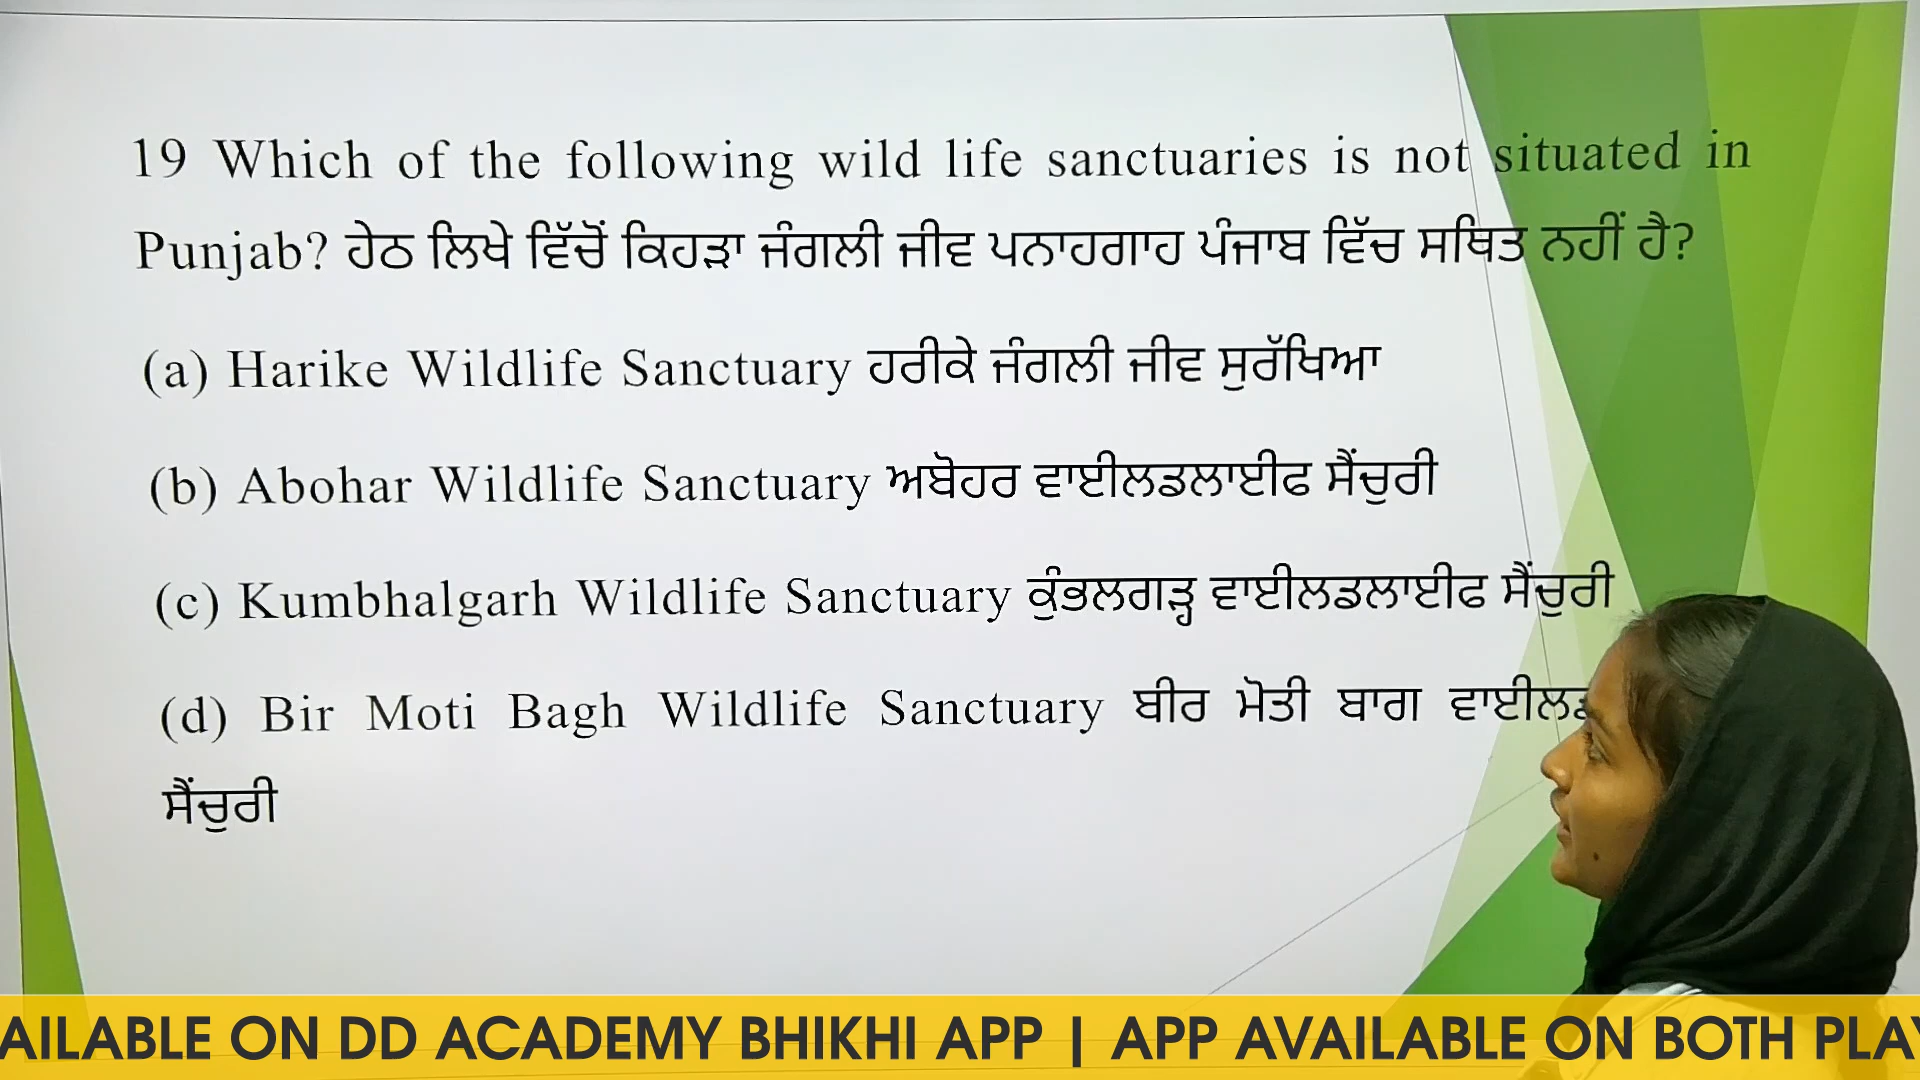 19 Which of the following wild life sanctuaries is not situated in
Punjab? ਹੇਠ ਲਿਖੇ ਵਿੱਚੋਂ ਕਿਹੜਾ ਜੰਗਲੀ ਜੀਵ ਪਨਾਹਗਾਹ ਪੰਜਾਬ ਵਿੱਚ ਸਥਿਤ ਨਹੀਂ ਹੈ?
(a) Harike Wildlife Sanctuary ਹਰੀਕੇ ਜੰਗਲੀ ਜੀਵ ਸੁਰੱਖਿਆ
(b) Abohar Wildlife Sanctuary ਅਬੋਹਰ ਵਾਈਲਡਲਾਈਫ ਸੈਂਚੁਰੀ
(c) Kumbhalgarh Wildlife Sanctuary ਕੁੰਭਲਗੜ੍ਹ ਵਾਈਲਡਲਾਈਫ ਸੈਂਚੁਰੀ
(d) Bir Moti Bagh Wildlife Sanctuary ਬੀਰ ਮੋਤੀ ਬਾਗ
ਸੈਂਚੁਰੀ
AILABLE ON DD ACADEMY BHIKHI APP | APP AVAILABLE ON BOTH PLA